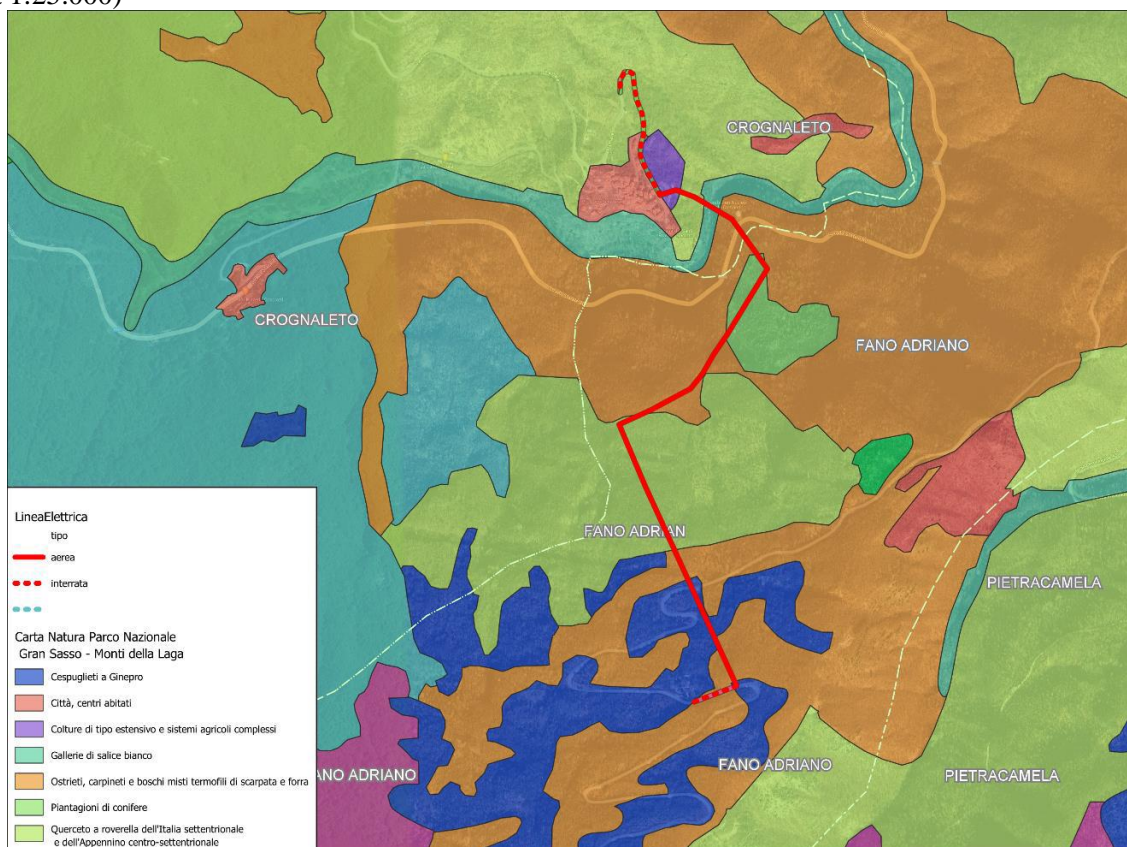 1:25.000)
CROGNALETO
CROGNALETO
FANO ADRIANO
FANO ADRIAN
PIETRACAMELA
ANO ADRIANO
FANO ADRIANO
PIETRACAMELA
LineaElettrica
tipo
aerea
interrata
Carta Natura Parco Nazionale
Gran Sasso - Monti della Laga
Cespuglieti a Ginepro
Città, centri abitati
Colture di tipo estensivo e sistemi agricoli complessi
Gallerie di salice bianco
Ostrieti, carpineti e boschi misti termofili di scarpata e forra
Piantagioni di conifere
Querceto a roverella dell'Italia settentrionale
e dell'Appennino centro-settentrionale